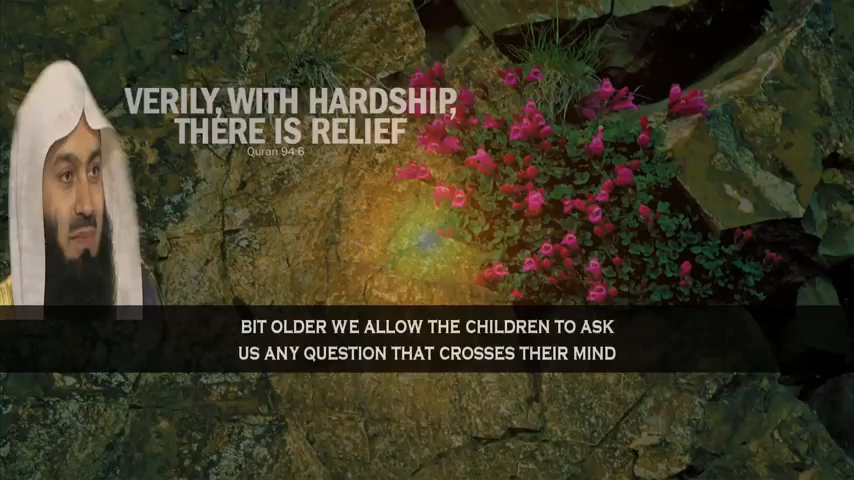 VERILY, WITH HARDSHIP,
THERE IS RELIEF
Quran 94:6
BIT OLDER WE ALLOW THE CHILDREN TO ASK
US ANY QUESTION THAT CROSSES THEIR MIND